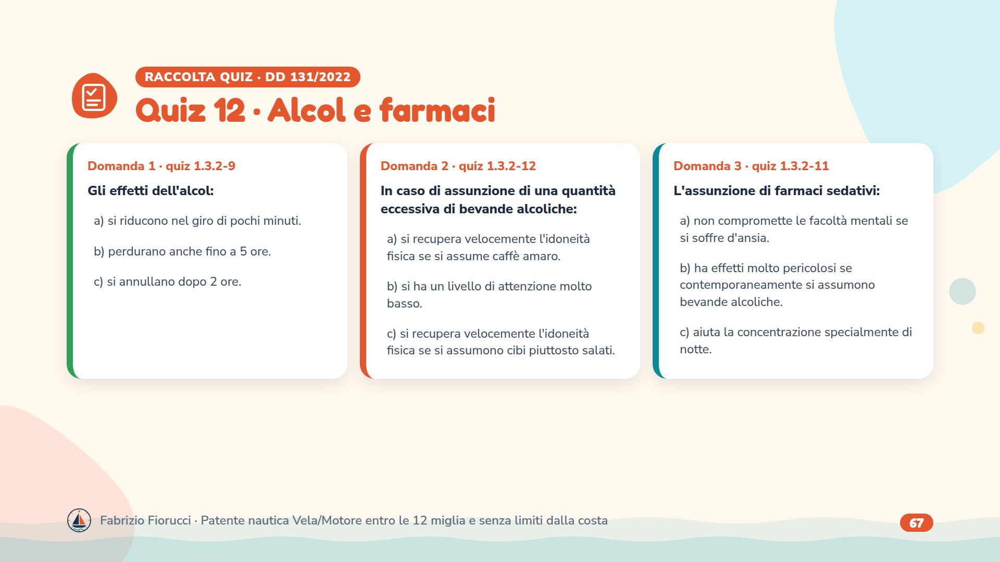 RACCOLTA QUIZ · DD 131/2022
Quiz 12 · Alcol e farmaci
Domanda 1 · quiz 1.3.2-9
Gli effetti dell'alcol:
a) si riducono nel giro di pochi minuti.
b) perdurano anche fino a 5 ore.
c) si annullano dopo 2 ore.
Domanda 2 · quiz 1.3.2-12
In caso di assunzione di una quantità
eccessiva di bevande alcoliche:
a) si recupera velocemente l'idoneità
fisica se si assume caffè amaro.
b) si ha un livello di attenzione molto
basso.
c) si recupera velocemente l'idoneità
fisica se si assumono cibi piuttosto salati.
Domanda 3 · quiz 1.3.2-11
L'assunzione di farmaci sedativi:
a) non compromette le facoltà mentali se
si soffre d'ansia.
b) ha effetti molto pericolosi se
contemporaneamente si assumono
bevande alcoliche.
c) aiuta la concentrazione specialmente di
notte.
Fabrizio Fiorucci · Patente nautica Vela/Motore entro le 12 miglia e senza limiti dalla costa
67